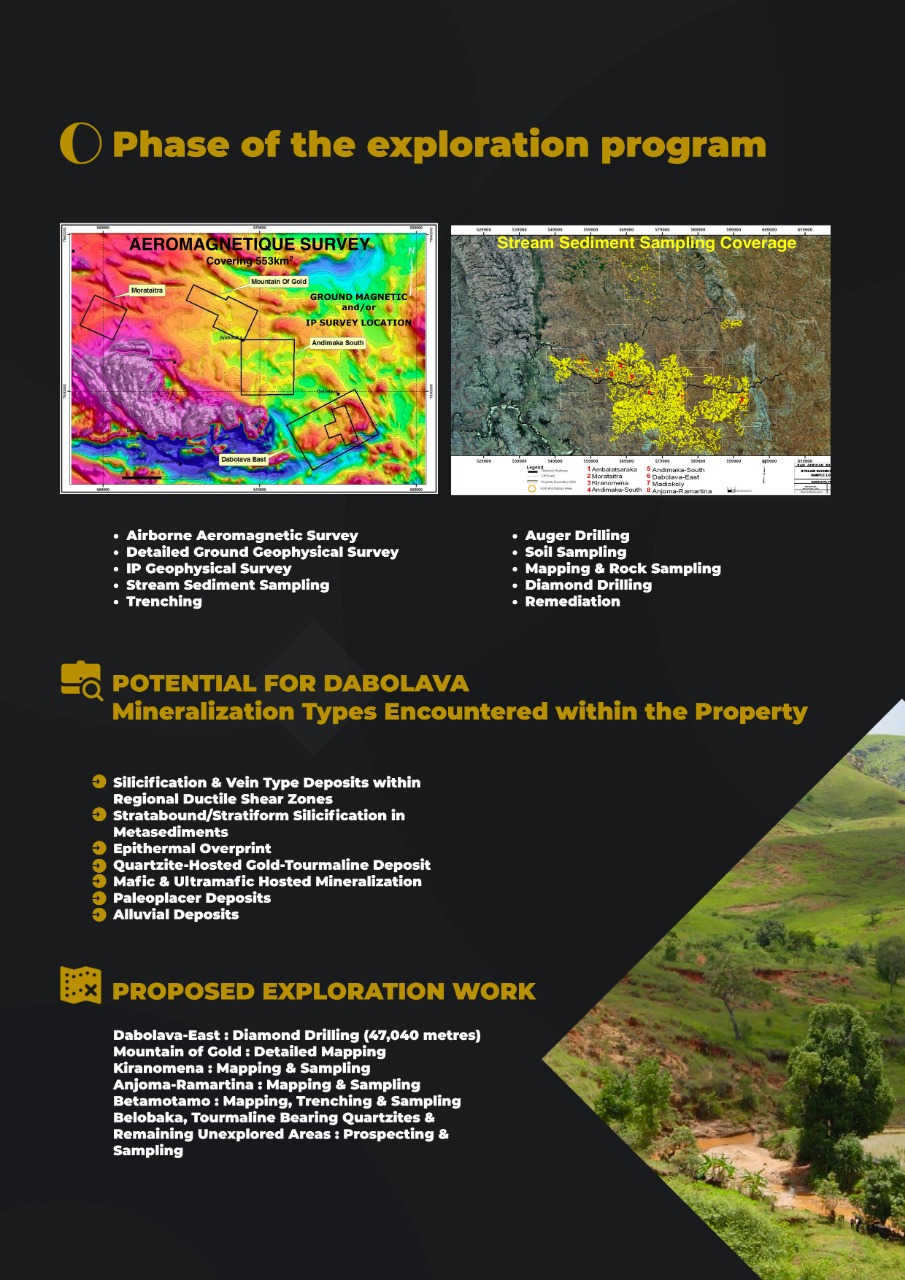 Phase of the exploration program
AEROMAGNETIQUE SURVEY
Covering 553km²
Morataitra
Mountain Of Gold
GROUND MAGNETIC
and/or
IP SURVEY LOCATION
Andimaka South
Dabolava East
Stream Sediment Sampling Coverage
Legend
1 Ambalatsaraka
2 Moratoitra
3 Kiranomena
4 Andimaka-South
5 Andimaka-South
6 Dabolava-East
7 Madiokely
8 Anjoma-Ramartina
• Airborne Aeromagnetic Survey
• Detailed Ground Geophysical Survey
• IP Geophysical Survey
• Stream Sediment Sampling
• Trenching
• Auger Drilling
• Soil Sampling
• Mapping & Rock Sampling
• Diamond Drilling
• Remediation
POTENTIAL FOR DABOLAVA
Mineralization Types Encountered within the Property
Silicification & Vein Type Deposits within
Regional Ductile Shear Zones
Stratabound/Stratiform Silicification in
Metasediments
Epithermal Overprint
Quartzite-Hosted Gold-Tourmaline Deposit
Mafic & Ultramafic Hosted Mineralization
Paleoplacer Deposits
Alluvial Deposits
PROPOSED EXPLORATION WORK
Dabolava-East : Diamond Drilling (47,040 metres)
Mountain of Gold : Detailed Mapping
Kiranomena : Mapping & Sampling
Anjoma-Ramartina : Mapping & Sampling
Betamotamo : Mapping, Trenching & Sampling
Belobaka, Tourmaline Bearing Quartzites &
Remaining Unexplored Areas : Prospecting &
Sampling